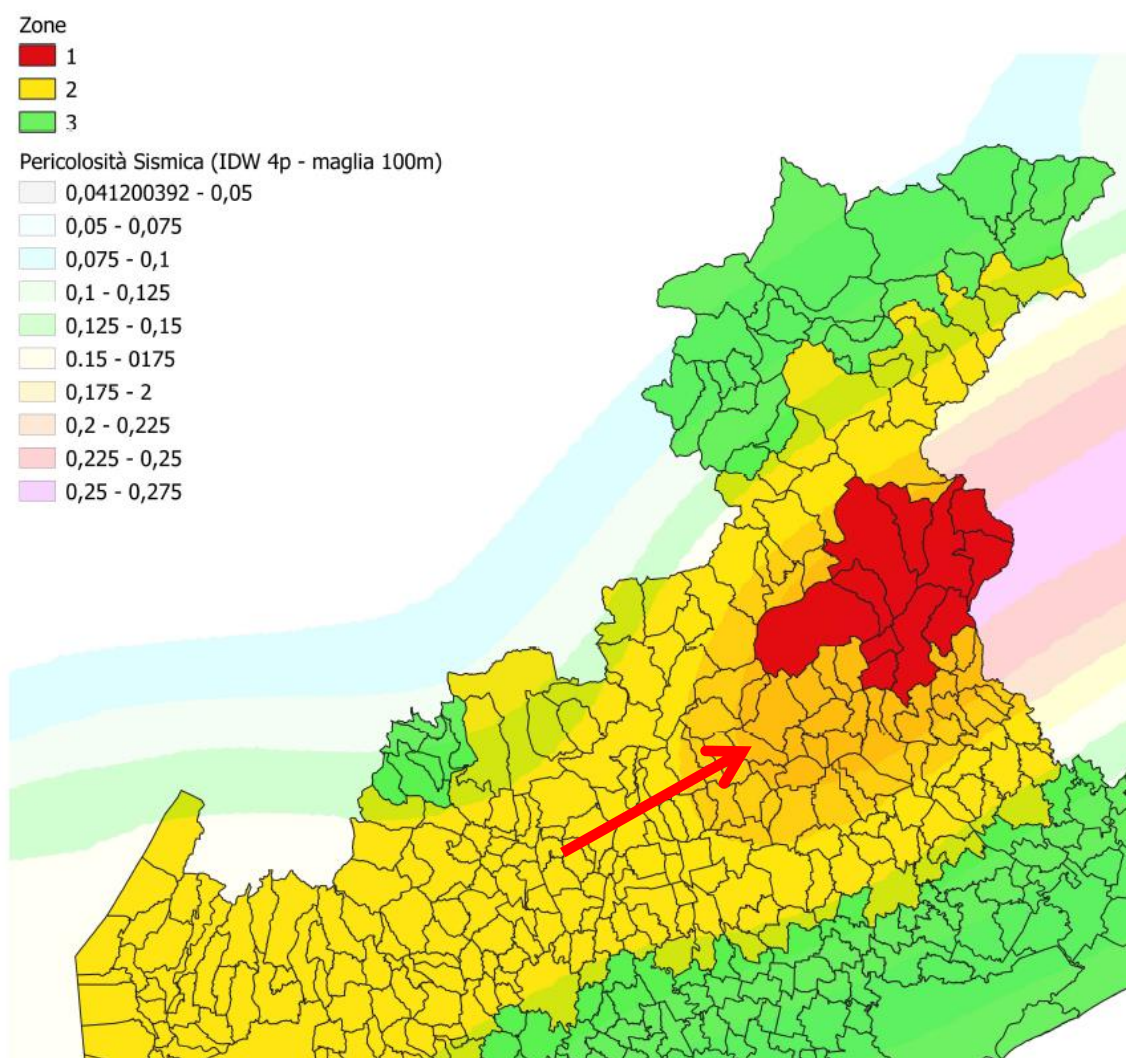 Zone
1
2
3
Pericolosità Sismica (IDW 4p - maglia 100m)
0,041200392 - 0,05
0,05 - 0,075
0,075 - 0,1
0,1 - 0,125
0,125 - 0,15
0.15 - 0175
0,175 - 2
0,2 - 0,225
0,225 - 0,25
0,25 - 0,275